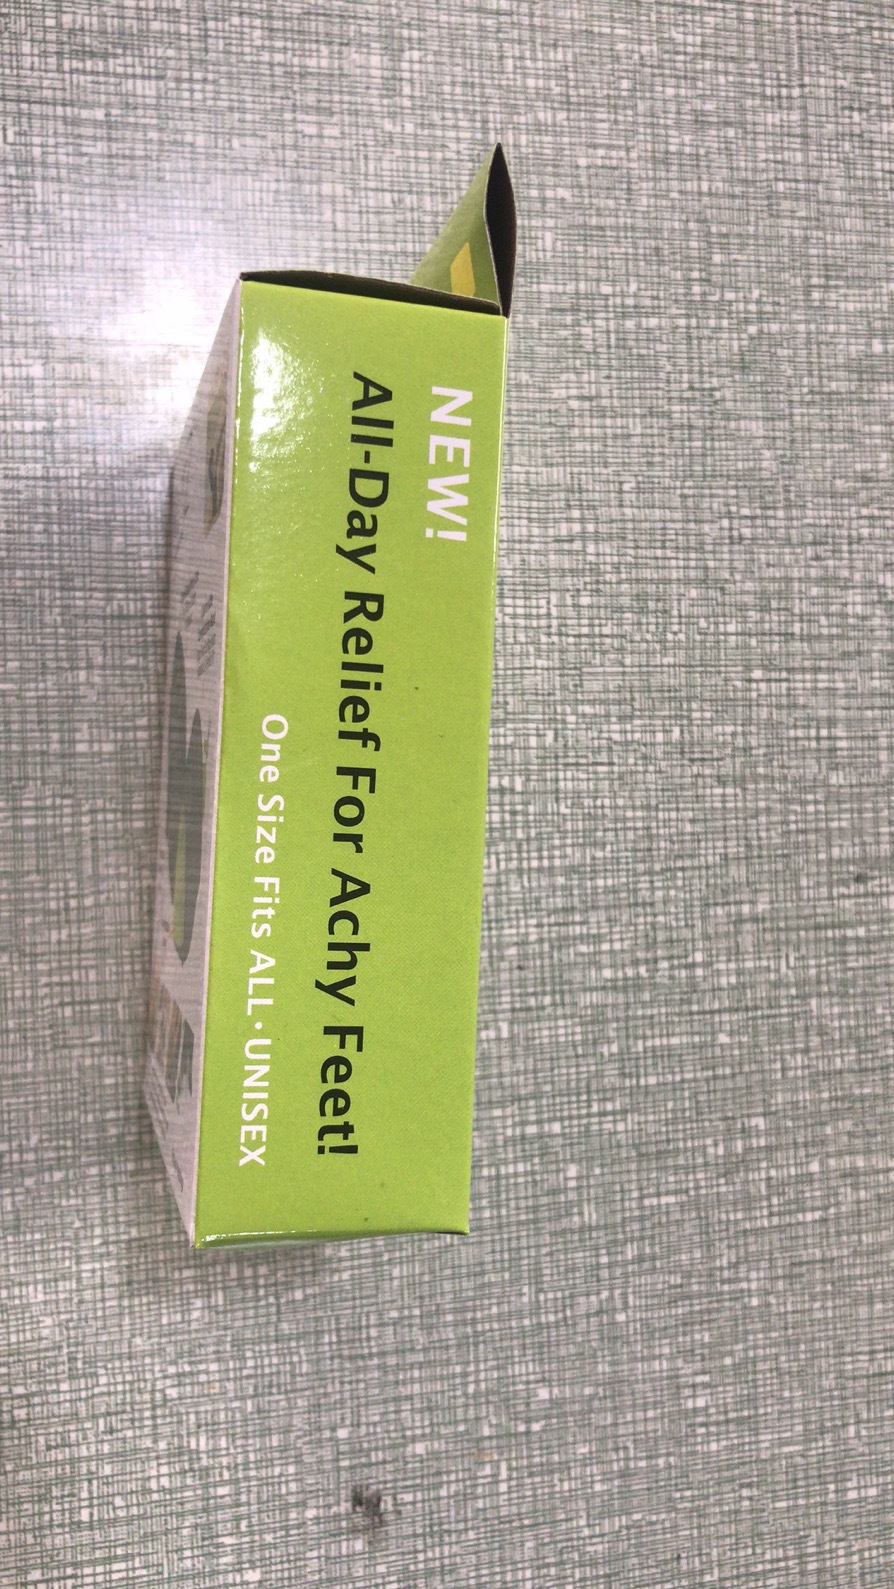 NEW!
All-Day Relief For Achy Feet!
One Size Fits ALL·UNISEX